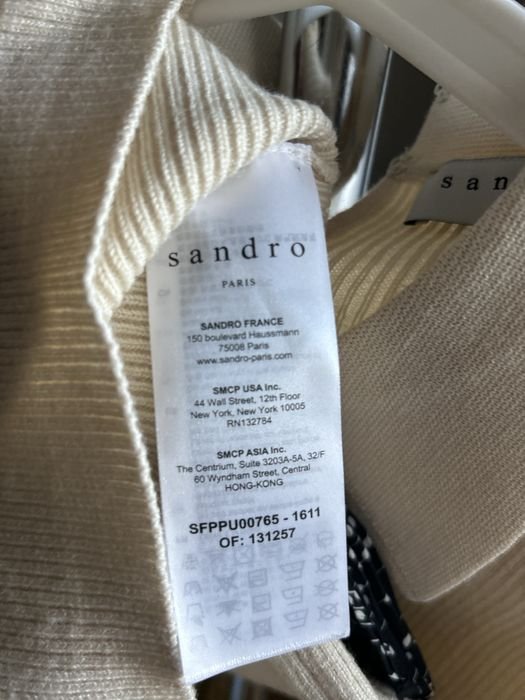 sandro
PARIS
SANDRO FRANCE
150 boulevard Haussmann
75008 Paris
www.sandro-paris.com
SMCP USA Inc.
44 Wall Street, 12th Floor
New York, New York 10005
RN132784
SMCP ASIA Inc.
The Centrium, Suite 3203A-5A, 32/F
60 Wyndham Street, Central
HONG-KONG
SFPPU00765 - 1611
OF: 131257
san